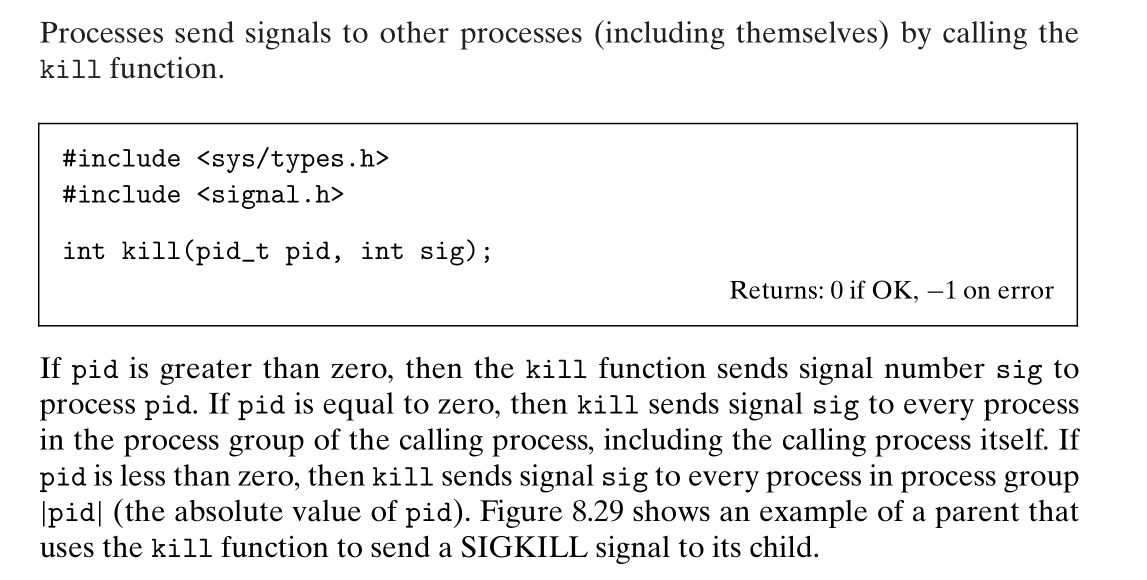 Processes send signals to other processes (including themselves) by calling the
kill function.
#include <sys/types.h>
#include <signal.h>
int kill(pid_t pid, int sig);
Returns: 0 if OK, −1 on error
If pid is greater than zero, then the kill function sends signal number sig to
process pid. If pid is equal to zero, then kill sends signal sig to every process
in the process group of the calling process, including the calling process itself. If
pid is less than zero, then kill sends signal sig to every process in process group
|pid| (the absolute value of pid). Figure 8.29 shows an example of a parent that
uses the kill function to send a SIGKILL signal to its child.